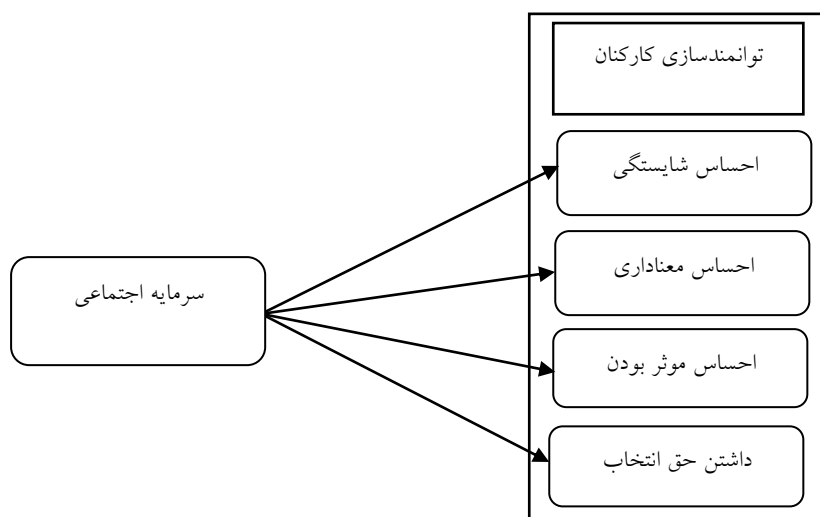 توانمندسازی کارکنان
احساس شایستگی
احساس معناداری
سرمایه اجتماعی
احساس موثر بودن
داشتن حق انتخاب